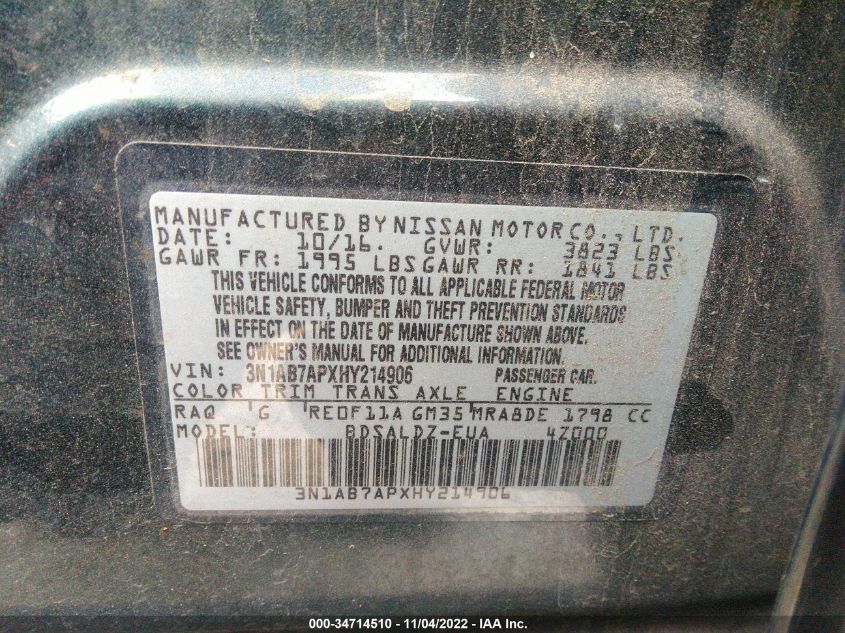 MANUFACTURED BY NISSAN MOTOR CO., LTD.
DATE: 10/16. GVWR: 3823 LBS
GAWR FR: 1995 LBS GAWR RR: 1841 LBS
THIS VEHICLE CONFORMS TO ALL APPLICABLE FEDERAL MOTOR
VEHICLE SAFETY, BUMPER AND THEFT PREVENTION STANDARDS
IN EFFECT ON THE DATE OF MANUFACTURE SHOWN ABOVE.
SEE OWNER'S MANUAL FOR ADDITIONAL INFORMATION.
VIN: 3N1AB7APXHY214906 PASSENGER CAR.
COLOR TRIM TRANS AXLE ENGINE
RAQ G RE0F11A GM35 MRA8DE 1798 CC
MODEL: BDSALDZ-EUA 4Z000
3N1AB7APXHY214906
000-34714510 - 11/04/2022 - IAA Inc.